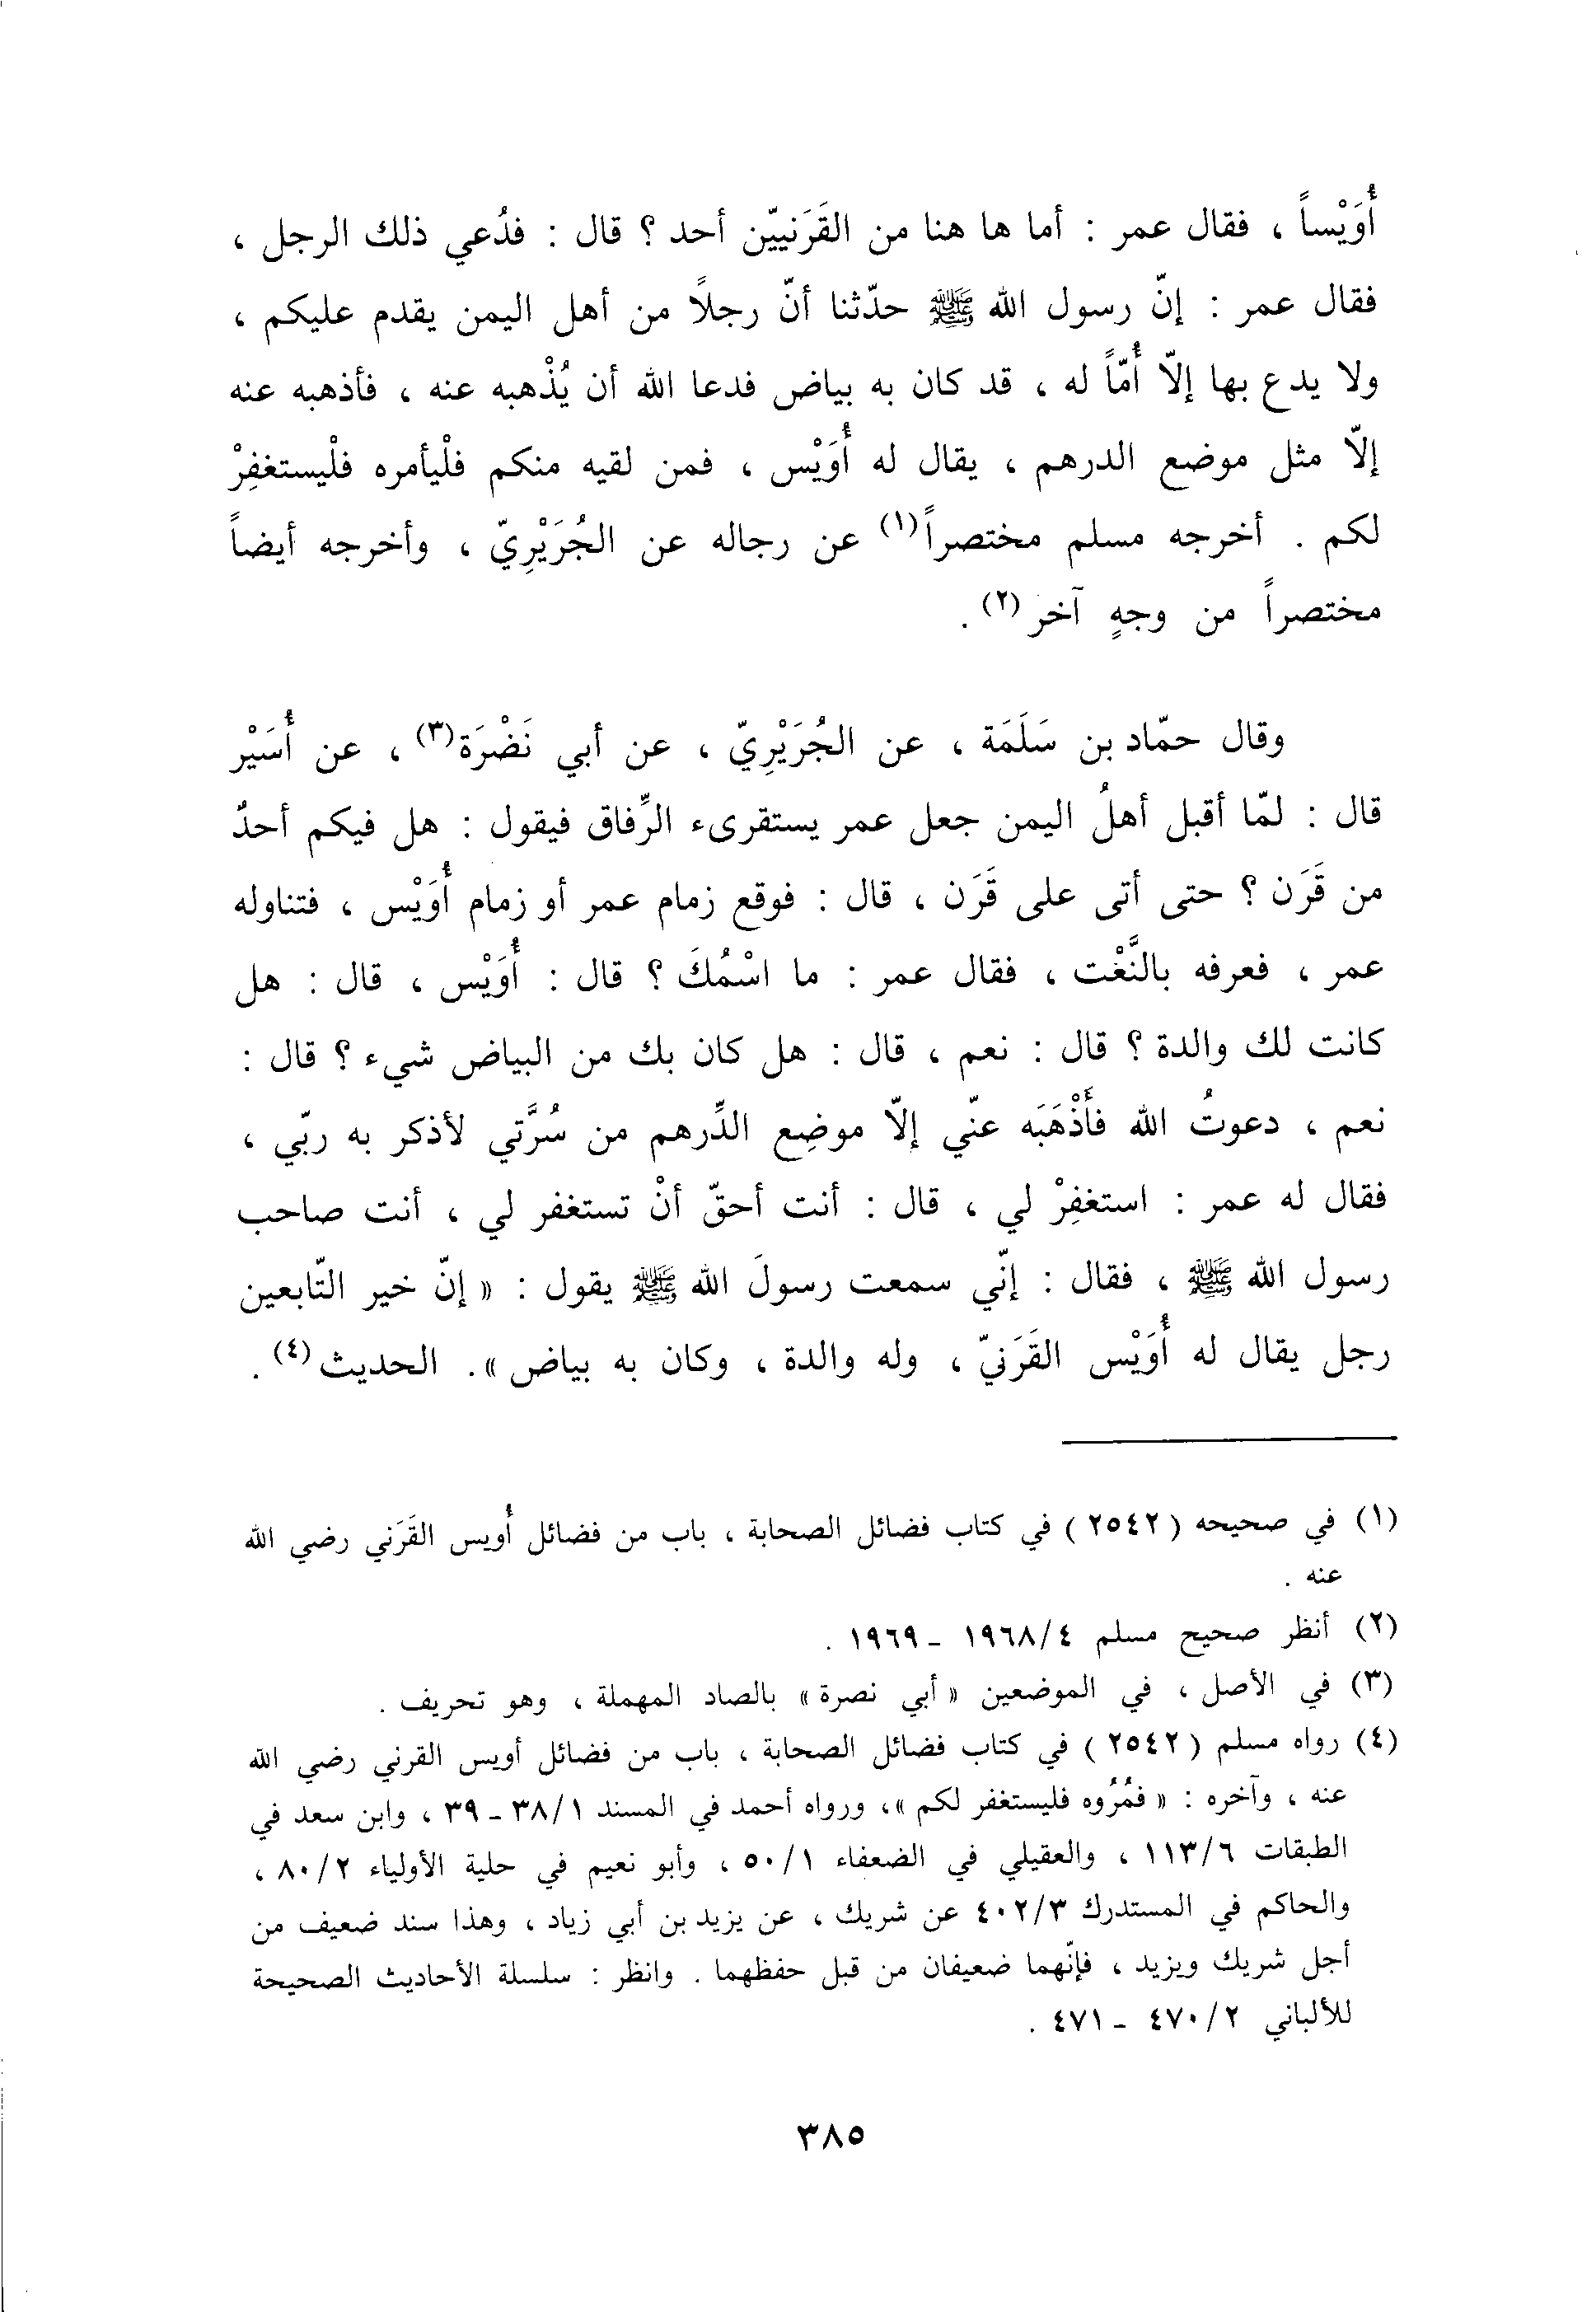 أُوَيْساً ، فقال عمر : أما ها هنا من القَرَنيّين أحد ؟ قال : فدُعي ذلك الرجل ،
فقال عمر : إنّ رسول الله ﷺ حدّثنا أنّ رجلاً من أهل اليمن يقدم عليكم ،
ولا يدع بها إلاّ أُمّاً له ، قد كان به بياض فدعا الله أن يُذْهبه عنه ، فأذهبه عنه
إلاّ مثل موضع الدرهم ، يقال له أُوَيْس ، فمن لقيه منكم فلْيأمره فلْيستغفِرْ
لكم . أخرجه مسلم مختصراً(١) عن رجاله عن الجُرَيْرِيّ ، وأخرجه أيضاً
مختصراً من وجهٍ آخر (٢) .
وقال حمّاد بن سَلَمَة ، عن الجُرَيْرِيّ ، عن أبي نَضْرَة(٣) ، عن أُسَيْر
قال : لمّا أقبل أهلُ اليمن جعل عمر يستقرىء الرِّفاق فيقول : هل فيكم أحدٌ
من قَرَن ؟ حتى أتى على قَرَن ، قال : فوقع زمام عمر أو زمام أُوَيْس ، فتناوله
عمر ، فعرفه بالنَّعْت ، فقال عمر : ما اسْمُكَ ؟ قال : أُوَيْس ، قال : هل
كانت لك والدة ؟ قال : نعم ، قال : هل كان بك من البياض شيء ؟ قال :
نعم ، دعوتُ الله فأَذْهَبَه عنّي إلاّ موضِع الدِّرهم من سُرَّتي لأذكر به ربّي ،
فقال له عمر : استغفِرْ لي ، قال : أنت أحقّ أنْ تستغفر لي ، أنت صاحب
رسول الله ﷺ ، فقال : إنّي سمعت رسولَ الله ﷺ يقول : « إنّ خير التّابعين
رجل يقال له أُوَيْس القَرَنيّ ، وله والدة ، وكان به بياض ». الحديث (٤) .
(١) في صحيحه ( ٢٥٤٢ ) في كتاب فضائل الصحابة ، باب من فضائل أُويس القَرَني رضي الله
عنه .
(٢) أنظر صحيح مسلم ١٩٦٨/٤ - ١٩٦٩ .
(٣) في الأصل ، في الموضعين « أبي نصرة » بالصاد المهملة ، وهو تحريف .
(٤) رواه مسلم ( ٢٥٤٢ ) في كتاب فضائل الصحابة ، باب من فضائل أويس القرني رضي الله
عنه ، وآخره : « فمُرُوه فليستغفر لكم »، ورواه أحمد في المسند ٣٨/١ - ٣٩ ، وابن سعد في
الطبقات ١١٣/٦ ، والعقيلي في الضعفاء ٥٠/١ ، وأبو نعيم في حلية الأولياء ٨٠/٢ ،
والحاكم في المستدرك ٤٠٢/٣ عن شريك ، عن يزيد بن أبي زياد ، وهذا سند ضعيف من
أجل شريك ويزيد ، فإنّهما ضعيفان من قبل حفظهما . وانظر : سلسلة الأحاديث الصحيحة
للألباني ٤٧٠/٢ - ٤٧١ .
٣٨٥